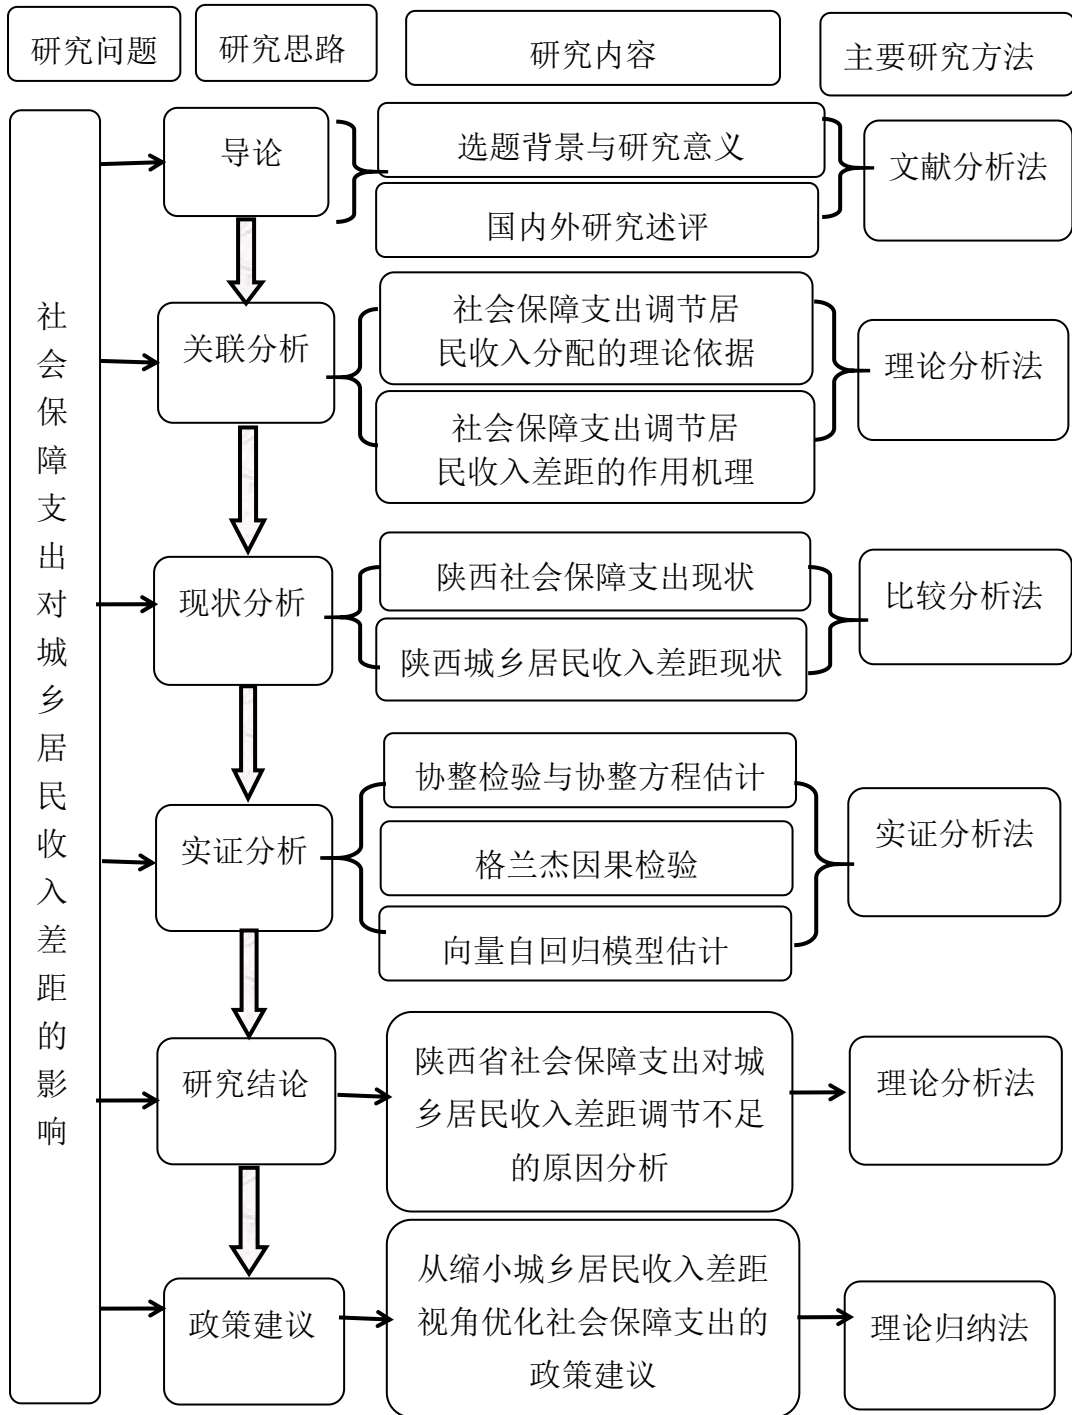 研究问题
研究思路
研究内容
主要研究方法
社会保障支出对城乡居民收入差距的影响
导论
选题背景与研究意义
国内外研究述评
文献分析法
关联分析
社会保障支出调节居
民收入分配的理论依据
社会保障支出调节居
民收入差距的作用机理
理论分析法
现状分析
陕西社会保障支出现状
陕西城乡居民收入差距现状
比较分析法
实证分析
协整检验与协整方程估计
格兰杰因果检验
向量自回归模型估计
实证分析法
研究结论
陕西省社会保障支出对城
乡居民收入差距调节不足
的原因分析
理论分析法
政策建议
从缩小城乡居民收入差距
视角优化社会保障支出的
政策建议
理论归纳法